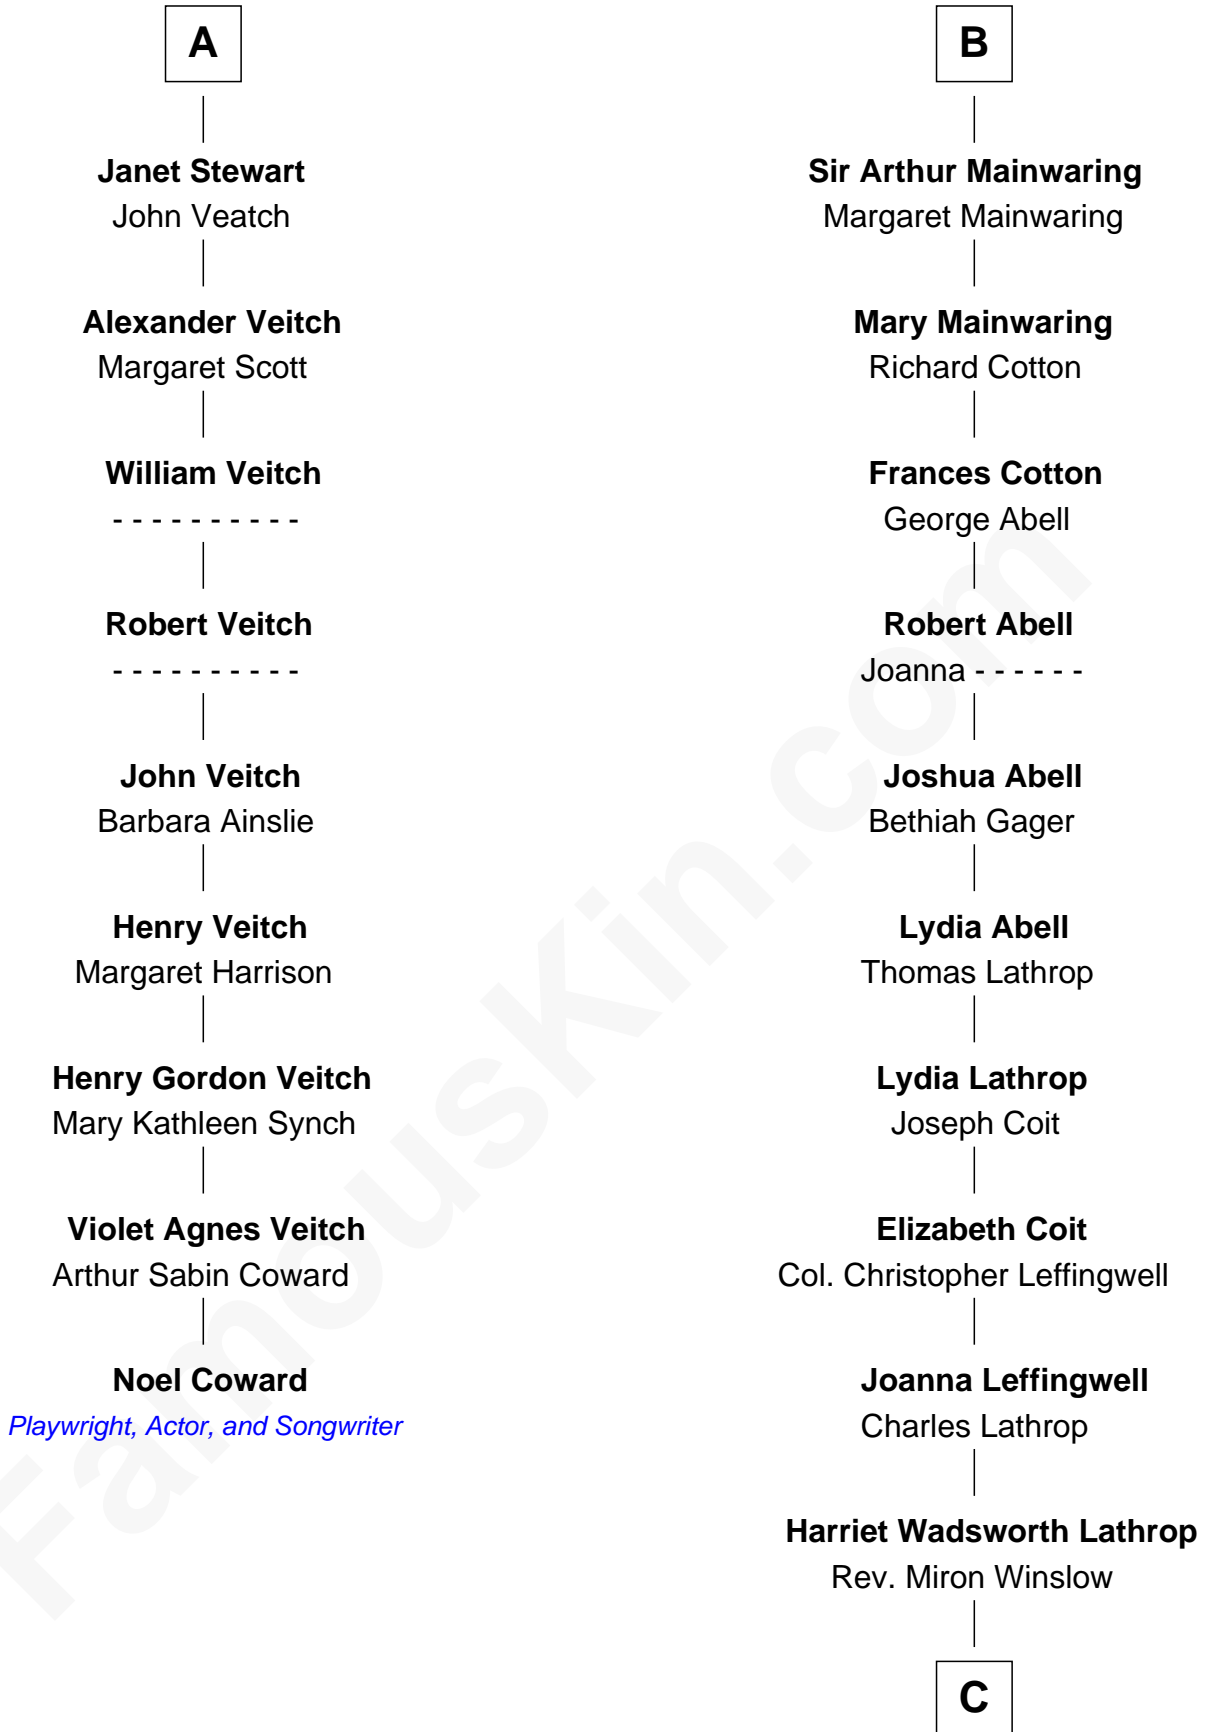 A
Janet Stewart
John Veatch
Alexander Veitch
Margaret Scott
William Veitch
- - - - - - - - - -
Robert Veitch
- - - - - - - - - -
John Veitch
Barbara Ainslie
Henry Veitch
Margaret Harrison
Henry Gordon Veitch
Mary Kathleen Synch
Violet Agnes Veitch
Arthur Sabin Coward
Noel Coward
Playwright, Actor, and Songwriter
B
Sir Arthur Mainwaring
Margaret Mainwaring
Mary Mainwaring
Richard Cotton
Frances Cotton
George Abell
Robert Abell
Joanna - - - - - -
Joshua Abell
Bethiah Gager
Lydia Abell
Thomas Lathrop
Lydia Lathrop
Joseph Coit
Elizabeth Coit
Col. Christopher Leffingwell
Joanna Leffingwell
Charles Lathrop
Harriet Wadsworth Lathrop
Rev. Miron Winslow
C
FamousKin.com